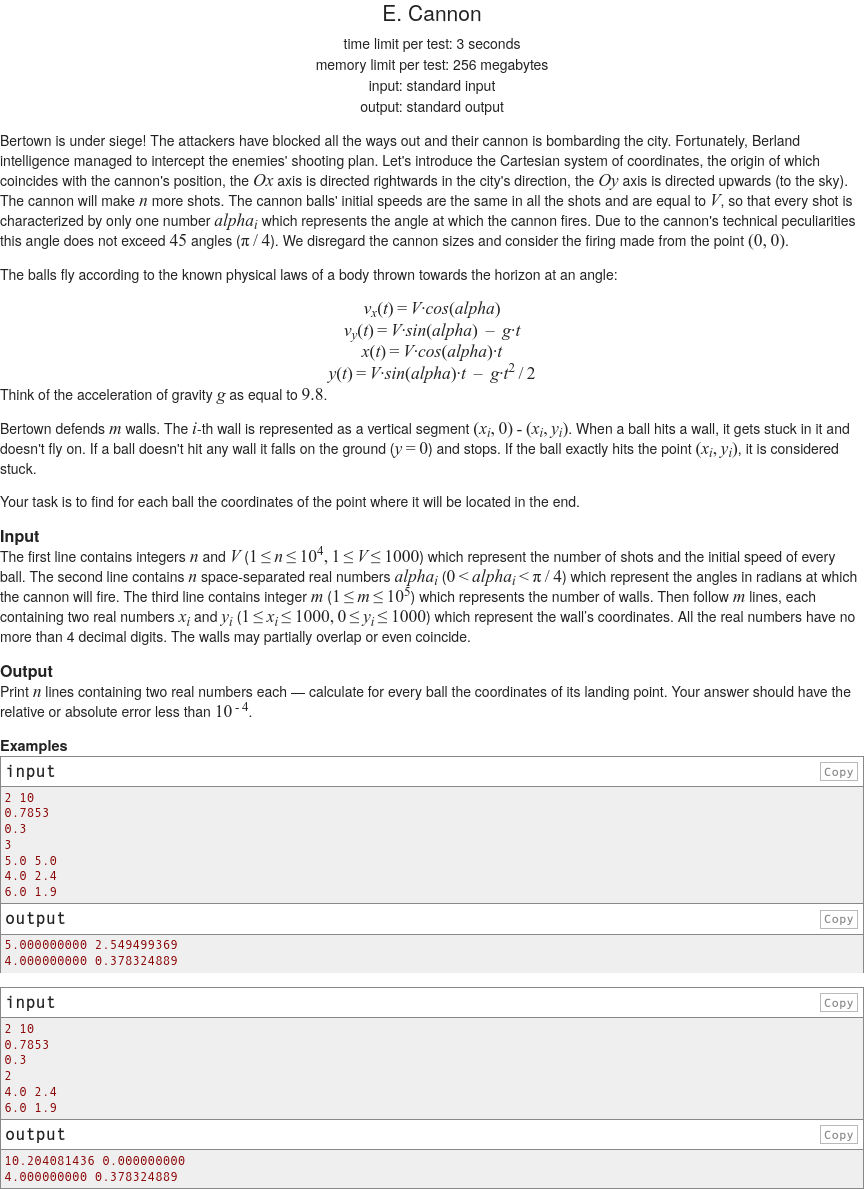 E. Cannon
time limit per test: 3 seconds
memory limit per test: 256 megabytes
input: standard input
output: standard output
Bertown is under siege! The attackers have blocked all the ways out and their cannon is bombarding the city. Fortunately, Berland
intelligence managed to intercept the enemies' shooting plan. Let's introduce the Cartesian system of coordinates, the origin of which
coincides with the cannon's position, the Ox axis is directed rightwards in the city's direction, the Oy axis is directed upwards (to the sky).
The cannon will make n more shots. The cannon balls' initial speeds are the same in all the shots and are equal to V, so that every shot is
characterized by only one number alpha_i which represents the angle at which the cannon fires. Due to the cannon's technical peculiarities
this angle does not exceed 45 angles (π / 4). We disregard the cannon sizes and consider the firing made from the point (0, 0).
The balls fly according to the known physical laws of a body thrown towards the horizon at an angle:
v_x(t) = V·cos(alpha)
v_y(t) = V·sin(alpha) – g·t
x(t) = V·cos(alpha)·t
y(t) = V·sin(alpha)·t – g·t^2 / 2
Think of the acceleration of gravity g as equal to 9.8.
Bertown defends m walls. The i-th wall is represented as a vertical segment (x_i, 0) - (x_i, y_i). When a ball hits a wall, it gets stuck in it and
doesn't fly on. If a ball doesn't hit any wall it falls on the ground (y = 0) and stops. If the ball exactly hits the point (x_i, y_i), it is considered
stuck.
Your task is to find for each ball the coordinates of the point where it will be located in the end.
Input
The first line contains integers n and V (1 ≤ n ≤ 10^4, 1 ≤ V ≤ 1000) which represent the number of shots and the initial speed of every
ball. The second line contains n space-separated real numbers alpha_i (0 < alpha_i < π / 4) which represent the angles in radians at which
the cannon will fire. The third line contains integer m (1 ≤ m ≤ 10^5) which represents the number of walls. Then follow m lines, each
containing two real numbers x_i and y_i (1 ≤ x_i ≤ 1000, 0 ≤ y_i ≤ 1000) which represent the wall's coordinates. All the real numbers have no
more than 4 decimal digits. The walls may partially overlap or even coincide.
Output
Print n lines containing two real numbers each — calculate for every ball the coordinates of its landing point. Your answer should have the
relative or absolute error less than 10^-4.
Examples
input
Copy
2 10
0.7853
0.3
3
5.0 5.0
4.0 2.4
6.0 1.9
output
Copy
5.000000000 2.549499369
4.000000000 0.378324889
input
Copy
2 10
0.7853
0.3
2
4.0 2.4
6.0 1.9
output
Copy
10.204081436 0.000000000
4.000000000 0.378324889